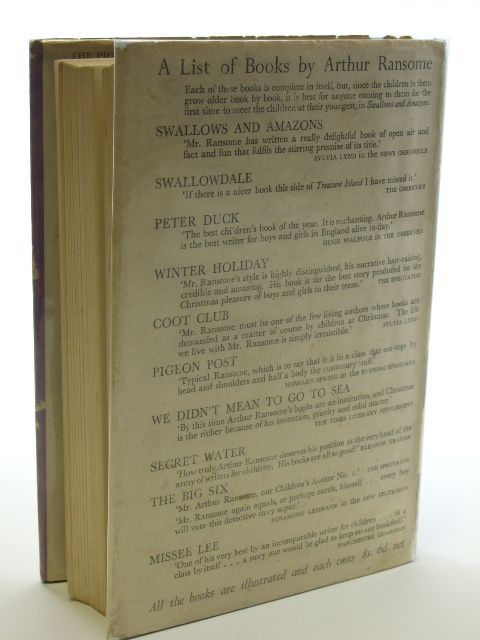 THE PIC
A List of Books by Arthur Ransome
Each of these books is complete in itself, but, since the children in them
grow older book by book, it is best for anyone coming to them for the
first time to meet the children at their youngest, in Swallows and Amazons.
SWALLOWS AND AMAZONS
'Mr. Ransome has written a really delightful book of open air and
fact and fun that fulfils the stirring promise of its title.'
SYLVIA LYND in the NEWS CHRONICLE
SWALLOWDALE
'If there is a nicer book this side of Treasure Island I have missed it.'
THE OBSERVER
PETER DUCK
'The best children's book of the year. It is enchanting. Arthur Ransome
is the best writer for boys and girls in England alive to-day.'
HUGH WALPOLE in the OBSERVER
WINTER HOLIDAY
'Mr. Ransome's style is highly distinguished, his narrative hair-raising,
credible and amusing. His book is far the best story produced for the
Christmas pleasure of boys and girls in their teens.' THE SPECTATOR
COOT CLUB
'Mr. Ransome must be one of the few living authors whose books are
demanded as a matter of course by children at Christmas. The life
we live with Mr. Ransome is simply irresistible.' SYLVIA LYND
PIGEON POST
'Typical Ransome, which is to say that it is in a class that out-tops by
head and shoulders and half a body the customary stuff.'
HOWARD SPRING in the EVENING STANDARD
WE DIDN'T MEAN TO GO TO SEA
'By this time Arthur Ransome's books are an institution, and Christmas
is the richer because of his invention, gravity and solid matter.'
THE TIMES LITERARY SUPPLEMENT
SECRET WATER
'How truly Arthur Ransome deserves his position at the very head of the
army of writers for children. His books are all so good!' ELEANOR GRAHAM
THE BIG SIX
'Mr. Arthur Ransome, our Children's Author No. 1.' THE SPECTATOR
'Mr. Ransome again equals, or perhaps excels, himself . . . every boy
will vote this detective story super.'
ROSAMOND LEHMANN in the NEW STATESMAN
MISSEE LEE
'One of his very best by an incomparable writer for children . . . in a
class by itself . . . a story one would be glad to keep on any bookshelf.'
MANCHESTER GUARDIAN
All the books are illustrated and each costs 8s. 6d. net